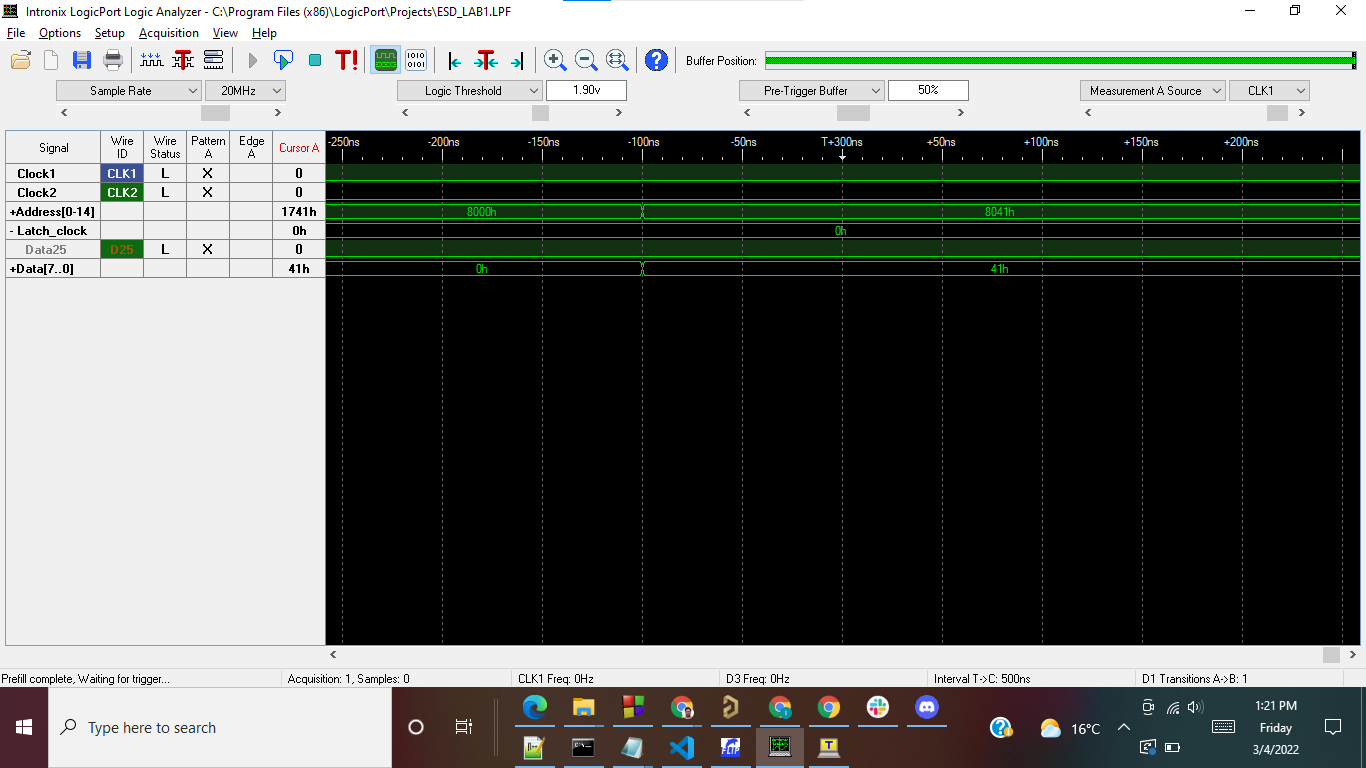 Intronix LogicPort Logic Analyzer - C:\Program Files (x86)\LogicPort\Projects\ESD_LAB1.LPF
File Options Setup Acquisition View Help
T! 1010 0101 ? Buffer Position:
Sample Rate 20MHz Logic Threshold 1.90v Pre-Trigger Buffer 50% Measurement A Source CLK1
Signal Wire ID Wire Status Pattern A Edge A Cursor A -250ns -200ns -150ns -100ns -50ns T+300ns +50ns +100ns +150ns +200ns
Clock1 CLK1 L X 0
Clock2 CLK2 L X 0
+Address[0-14] 1741h 8000h 8041h
- Latch_clock 0h 0h
Data25 D25 L X 0
+Data[7..0] 41h 0h 41h
Prefill complete, Waiting for trigger... Acquisition: 1, Samples: 0 CLK1 Freq: 0Hz D3 Freq: 0Hz Interval T->C: 500ns D1 Transitions A->B: 1
Type here to search
16°C
1:21 PM
Friday
3/4/2022
FLIP
T